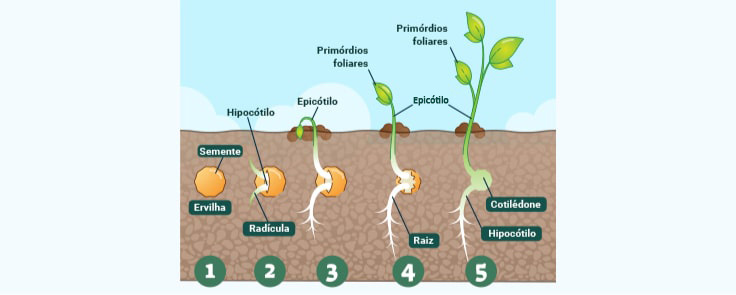 Primórdios
foliares
Primórdios
foliares
Epicótilo
Epicótilo
Hipocótilo
Semente
Ervilha
Cotilédone
Radícula
Raiz
Hipocótilo
1 2 3 4 5